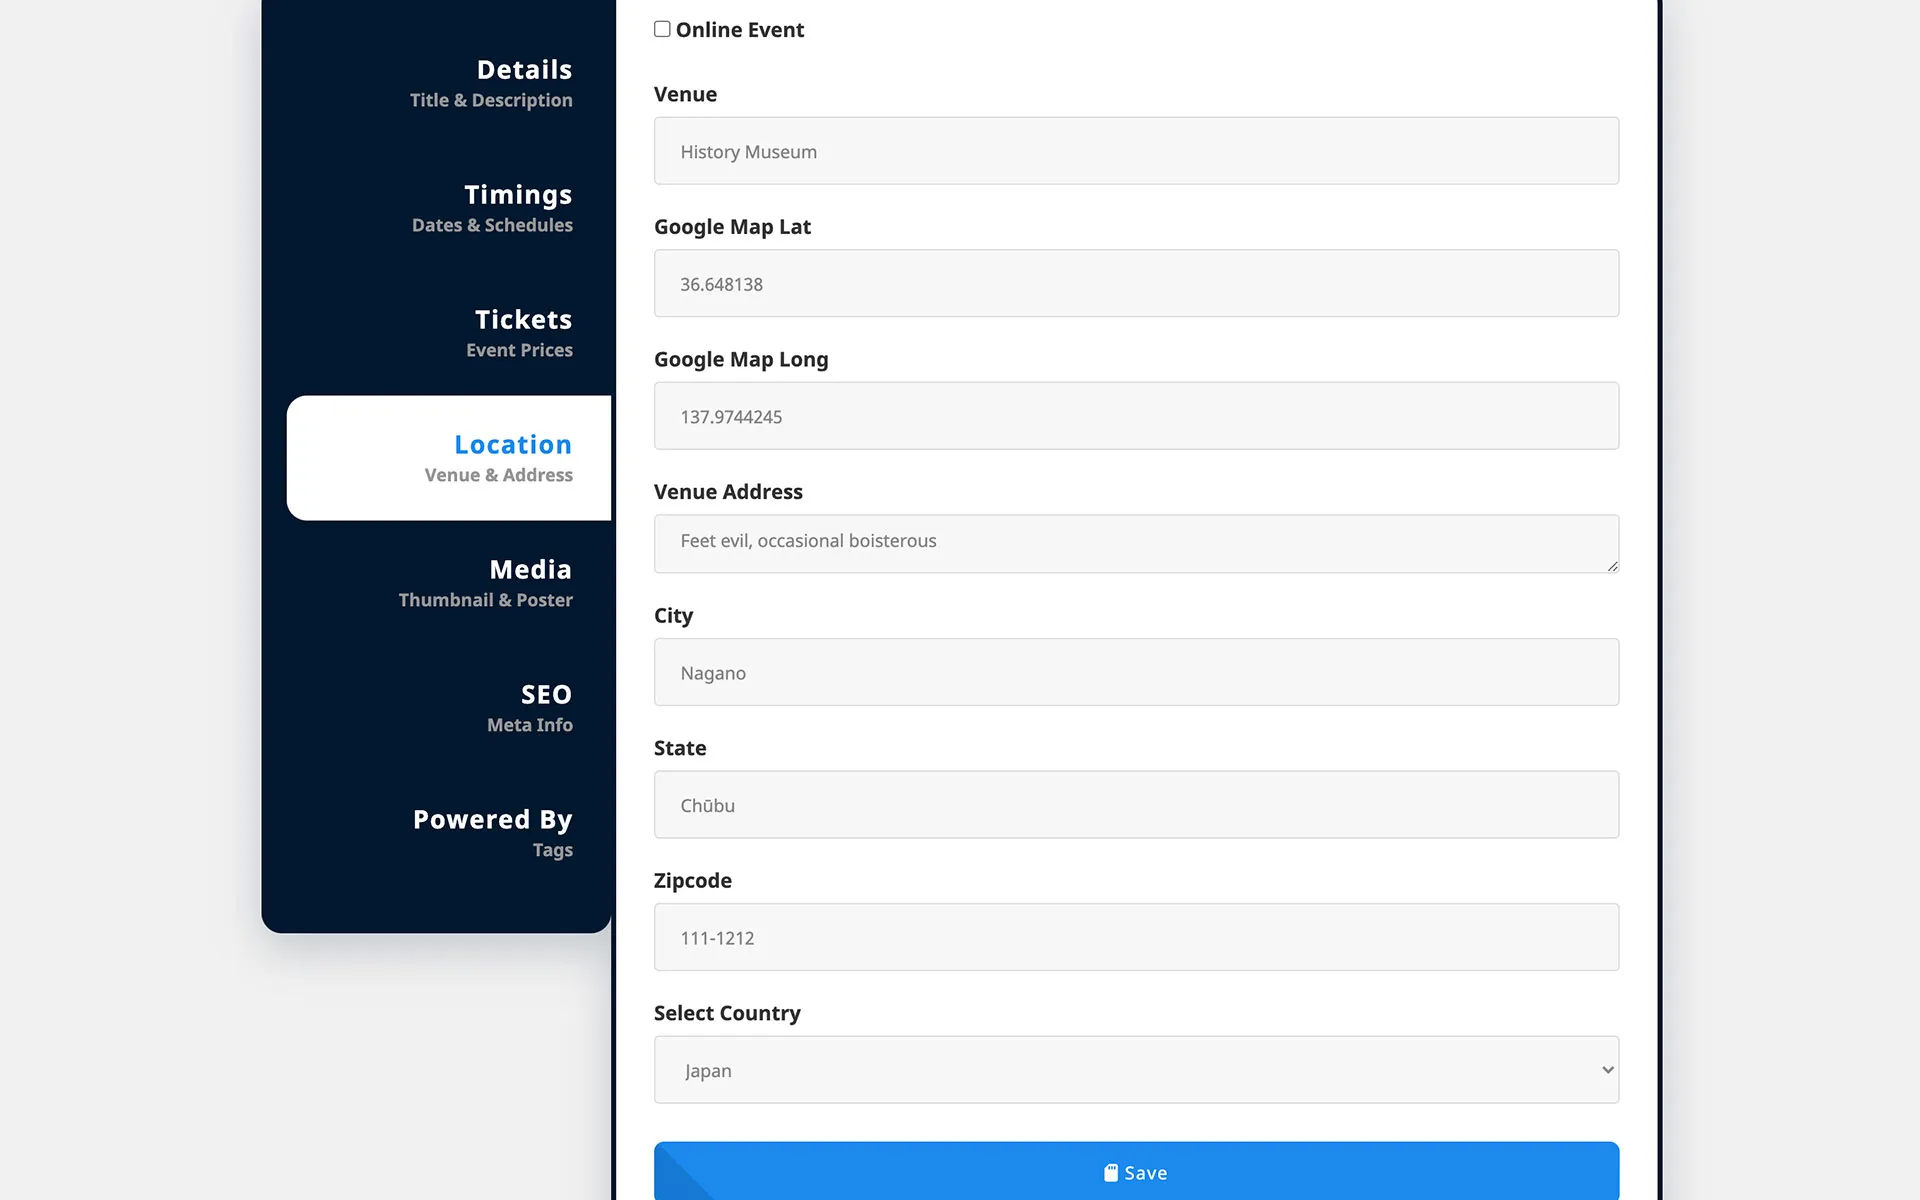 Details
Title & Description
Timings
Dates & Schedules
Tickets
Event Prices
Location
Venue & Address
Media
Thumbnail & Poster
SEO
Meta Info
Powered By
Tags
Online Event
Venue
History Museum
Google Map Lat
36.648138
Google Map Long
137.9744245
Venue Address
Feet evil, occasional boisterous
City
Nagano
State
Chūbu
Zipcode
111-1212
Select Country
Japan
Save